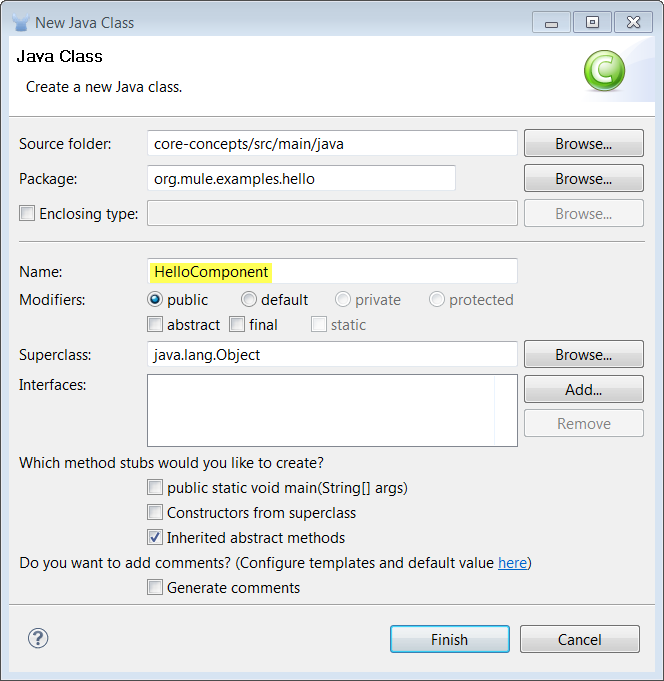 New Java Class
Java Class
Create a new Java class.
C
Source folder: core-concepts/src/main/java Browse...
Package: org.mule.examples.hello Browse...
Enclosing type: Browse...
Name: HelloComponent
Modifiers: public default private protected
abstract final static
Superclass: java.lang.Object Browse...
Interfaces: Add...
Remove
Which method stubs would you like to create?
public static void main(String[] args)
Constructors from superclass
Inherited abstract methods
Do you want to add comments? (Configure templates and default value here)
Generate comments
? Finish Cancel